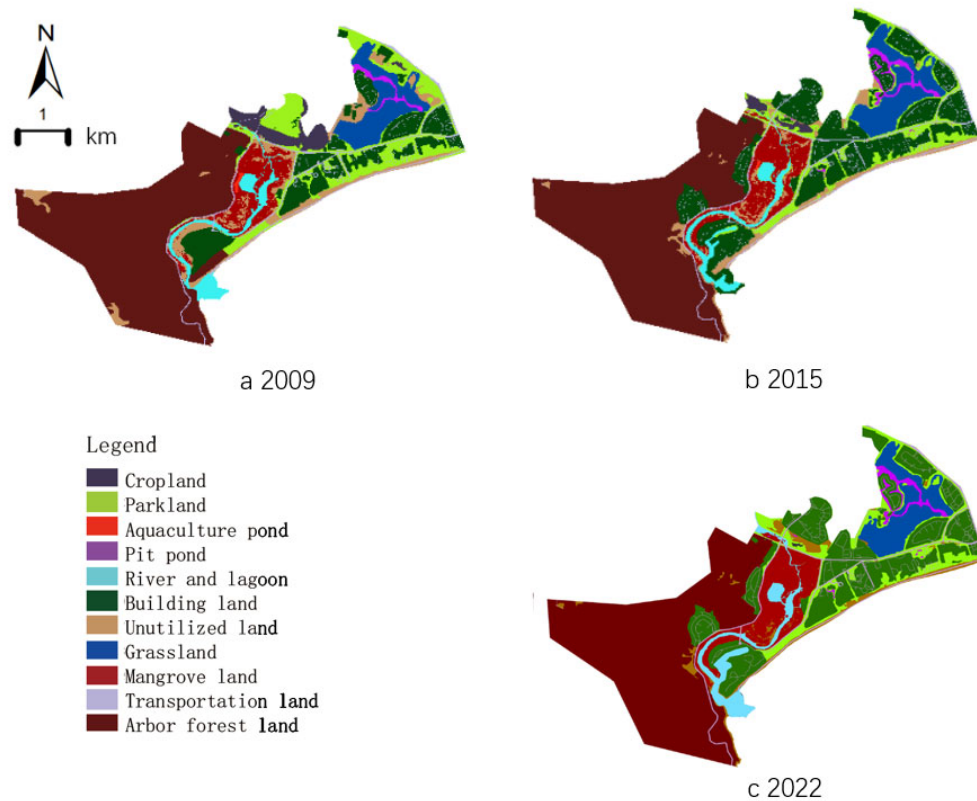 N
1
km
a 2009
b 2015
Legend
Cropland
Parkland
Aquaculture pond
Pit pond
River and lagoon
Building land
Unutilized land
Grassland
Mangrove land
Transportation land
Arbor forest land
c 2022